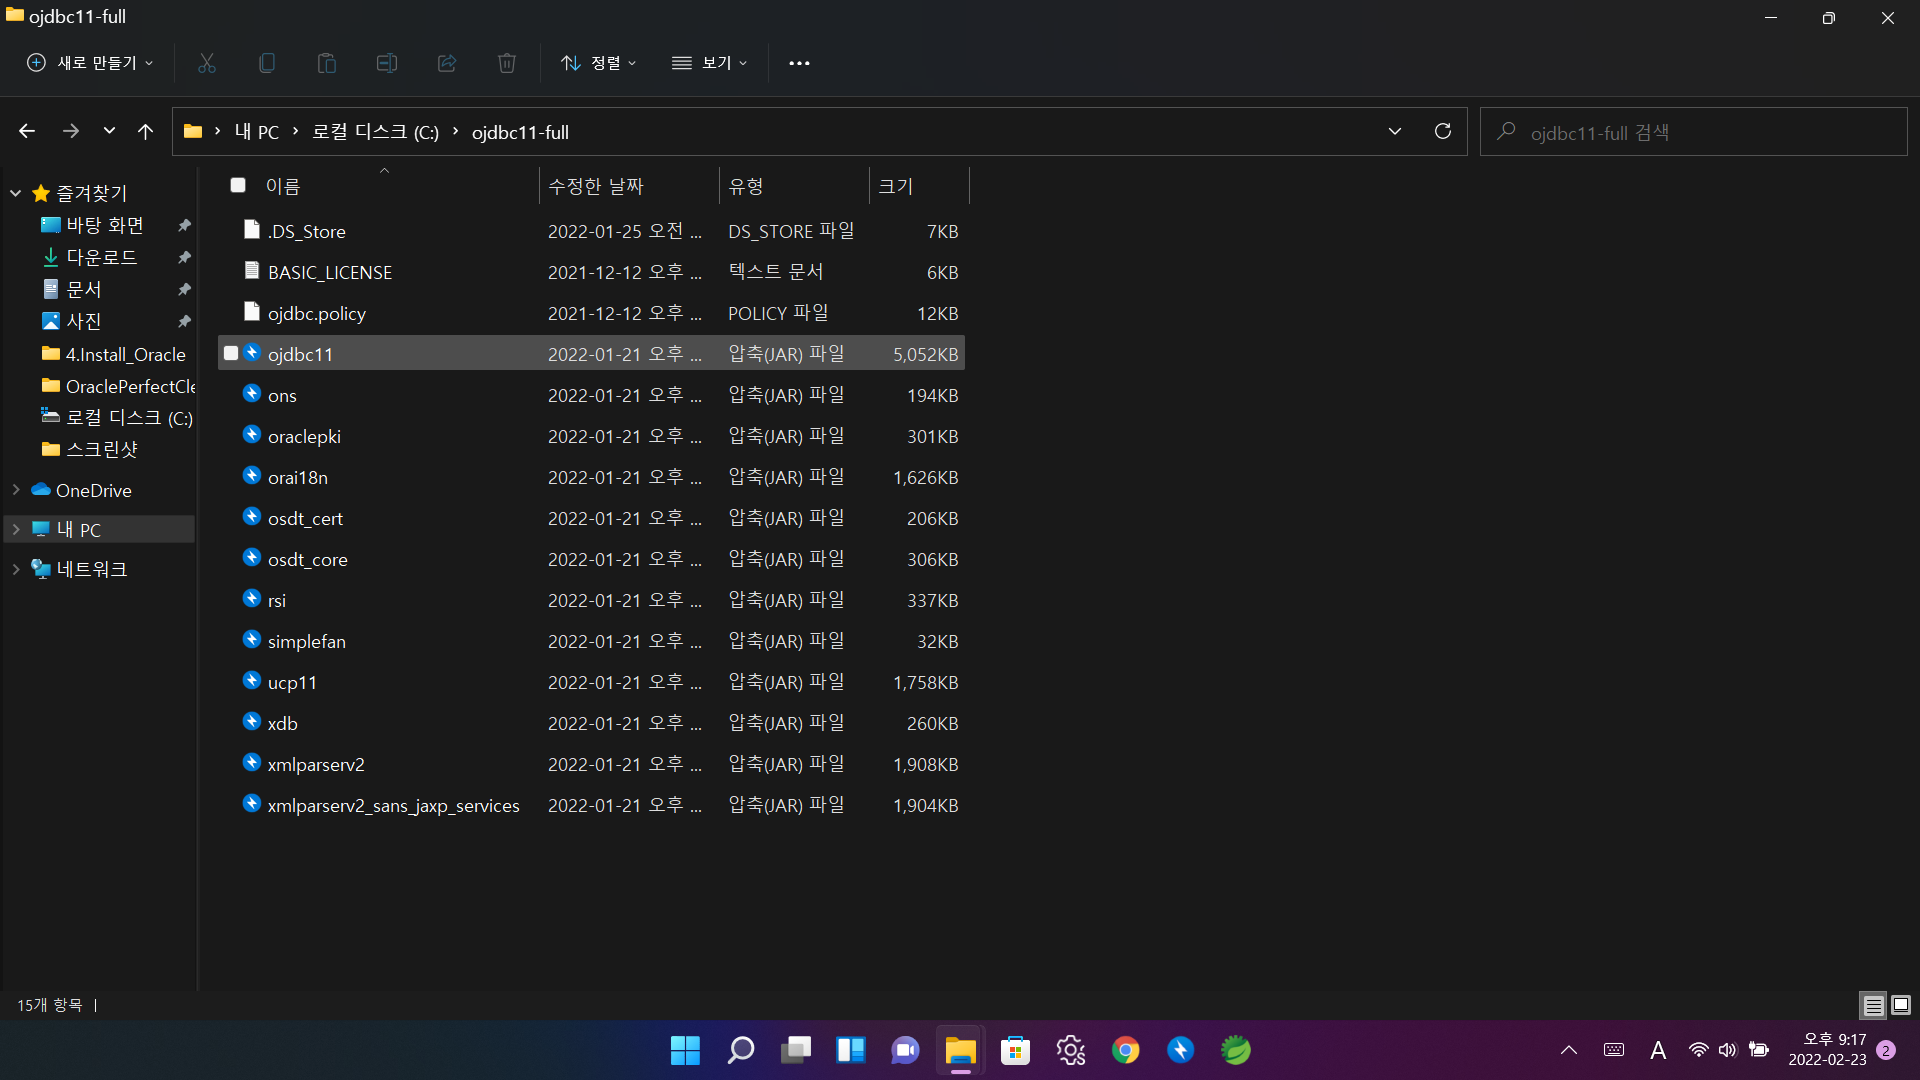 ojdbc11-full
새로 만들기
정렬
보기
내 PC
로컬 디스크 (C:)
ojdbc11-full
ojdbc11-full 검색
즐겨찾기
바탕 화면
다운로드
문서
사진
4.Install_Oracle
OraclePerfectCle
로컬 디스크 (C:)
스크린샷
OneDrive
내 PC
네트워크
이름 수정한 날짜 유형 크기
.DS_Store 2022-01-25 오전 ... DS_STORE 파일 7KB
BASIC_LICENSE 2021-12-12 오후 ... 텍스트 문서 6KB
ojdbc.policy 2021-12-12 오후 ... POLICY 파일 12KB
ojdbc11 2022-01-21 오후 ... 압축(JAR) 파일 5,052KB
ons 2022-01-21 오후 ... 압축(JAR) 파일 194KB
oraclepki 2022-01-21 오후 ... 압축(JAR) 파일 301KB
orai18n 2022-01-21 오후 ... 압축(JAR) 파일 1,626KB
osdt_cert 2022-01-21 오후 ... 압축(JAR) 파일 206KB
osdt_core 2022-01-21 오후 ... 압축(JAR) 파일 306KB
rsi 2022-01-21 오후 ... 압축(JAR) 파일 337KB
simplefan 2022-01-21 오후 ... 압축(JAR) 파일 32KB
ucp11 2022-01-21 오후 ... 압축(JAR) 파일 1,758KB
xdb 2022-01-21 오후 ... 압축(JAR) 파일 260KB
xmlparserv2 2022-01-21 오후 ... 압축(JAR) 파일 1,908KB
xmlparserv2_sans_jaxp_services 2022-01-21 오후 ... 압축(JAR) 파일 1,904KB
15개 항목
A
오후 9:17
2022-02-23
2